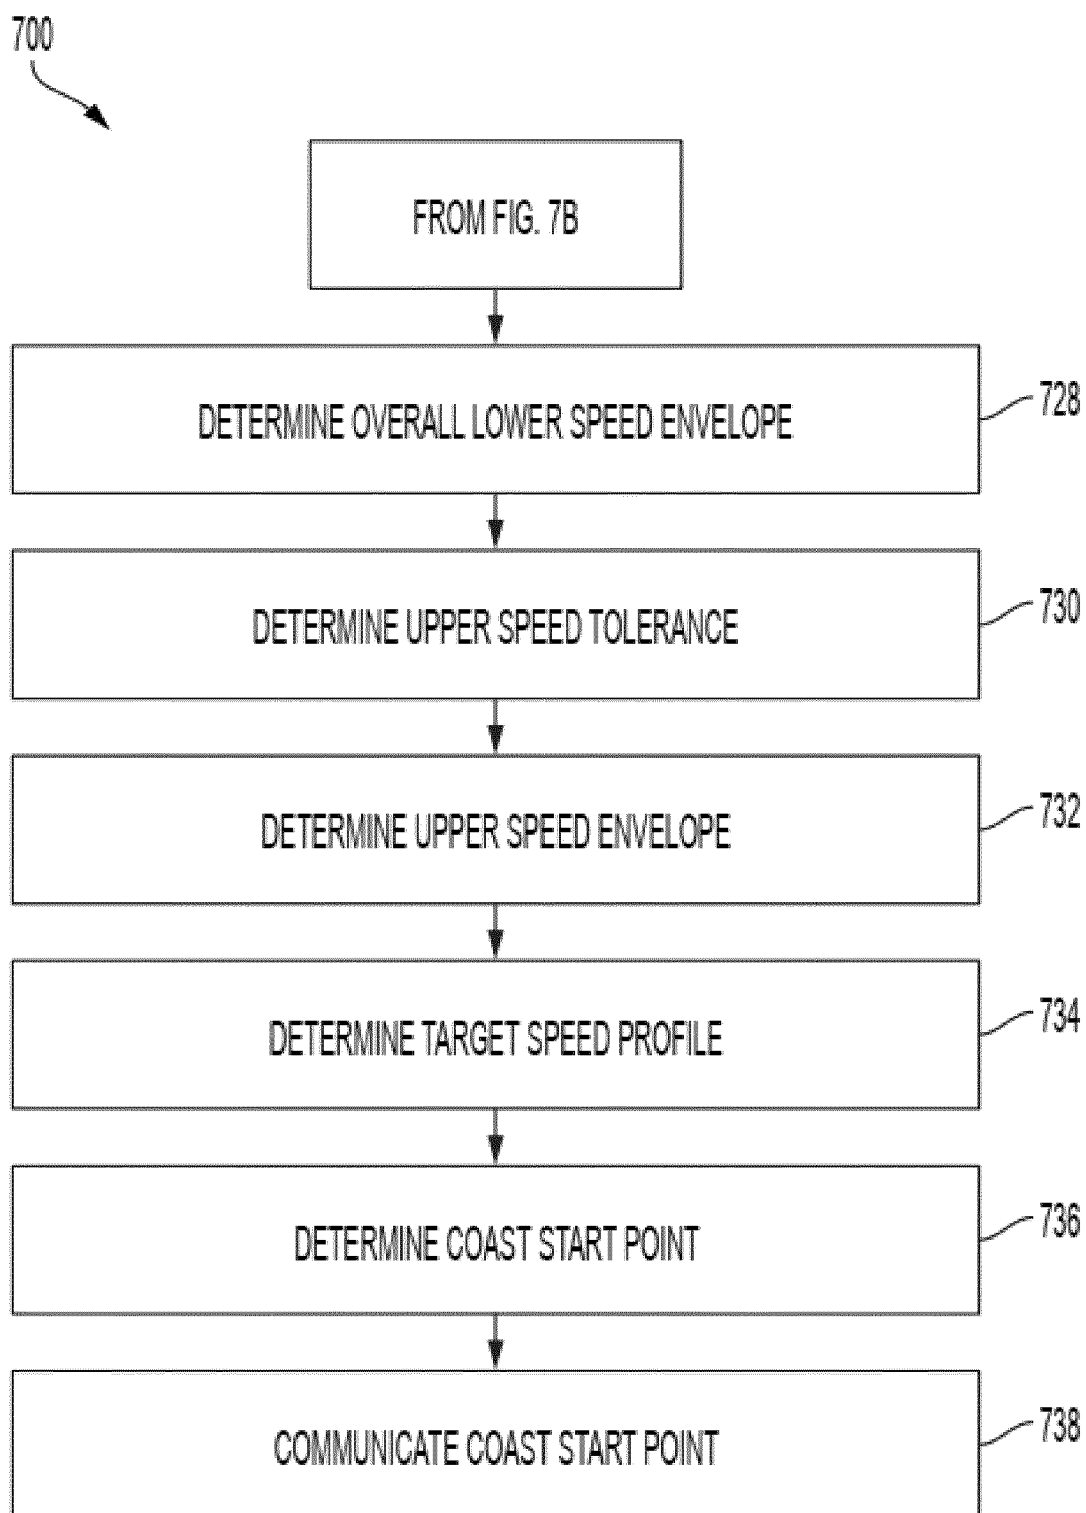 700
FROM FIG. 7B
DETERMINE OVERALL LOWER SPEED ENVELOPE
728
DETERMINE UPPER SPEED TOLERANCE
730
DETERMINE UPPER SPEED ENVELOPE
732
DETERMINE TARGET SPEED PROFILE
734
DETERMINE COAST START POINT
736
COMMUNICATE COAST START POINT
738